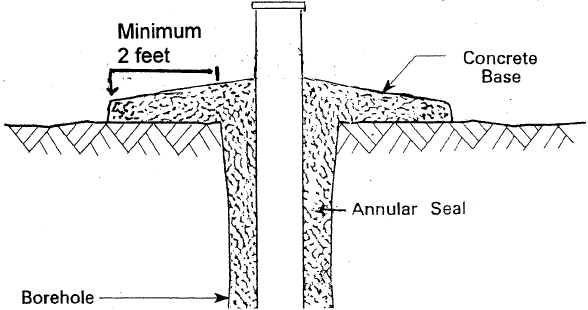 Minimum
2 feet
Concrete
Base
Annular Seal
Borehole